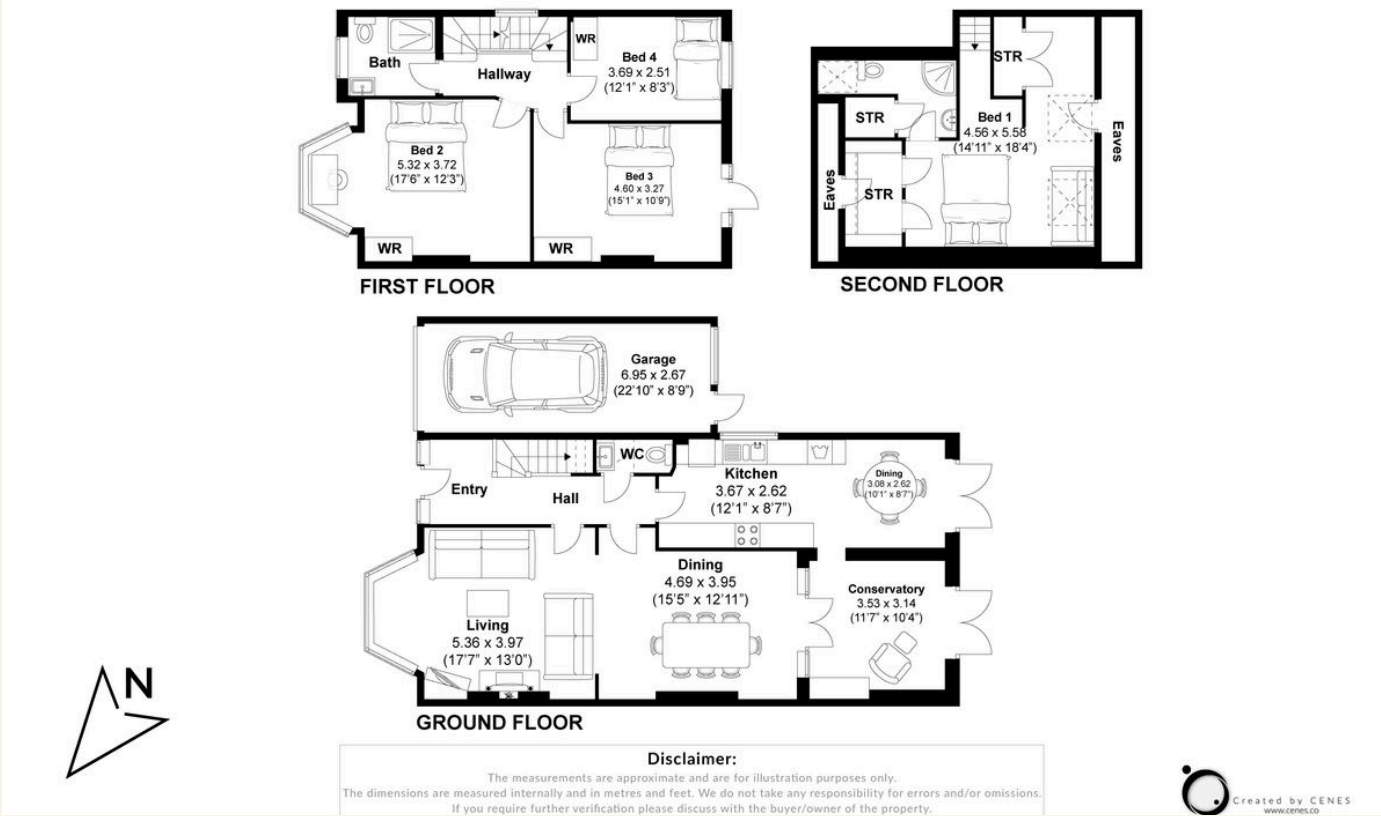 Bath
Hallway
WR
Bed 4
3.69 x 2.51
(12'1" x 8'3")
Bed 2
5.32 x 3.72
(17'6" x 12'3")
Bed 3
4.60 x 3.27
(15'1" x 10'9")
WR
WR
FIRST FLOOR
STR
STR
Bed 1
4.56 x 5.58
(14'11" x 18'4")
STR
Eaves
Eaves
SECOND FLOOR
Garage
6.95 x 2.67
(22'10" x 8'9")
WC
Entry
Hall
Kitchen
3.67 x 2.62
(12'1" x 8'7")
Dining
3.08 x 2.62
(10'1" x 8'7")
Dining
4.69 x 3.95
(15'5" x 12'11")
Conservatory
3.53 x 3.14
(11'7" x 10'4")
Living
5.36 x 3.97
(17'7" x 13'0")
GROUND FLOOR
N
Disclaimer:
The measurements are approximate and are for illustration purposes only.
The dimensions are measured internally and in metres and feet. We do not take any responsibility for errors and/or omissions.
If you require further verification please discuss with the buyer/owner of the property.
Created by CENES
www.cenes.co